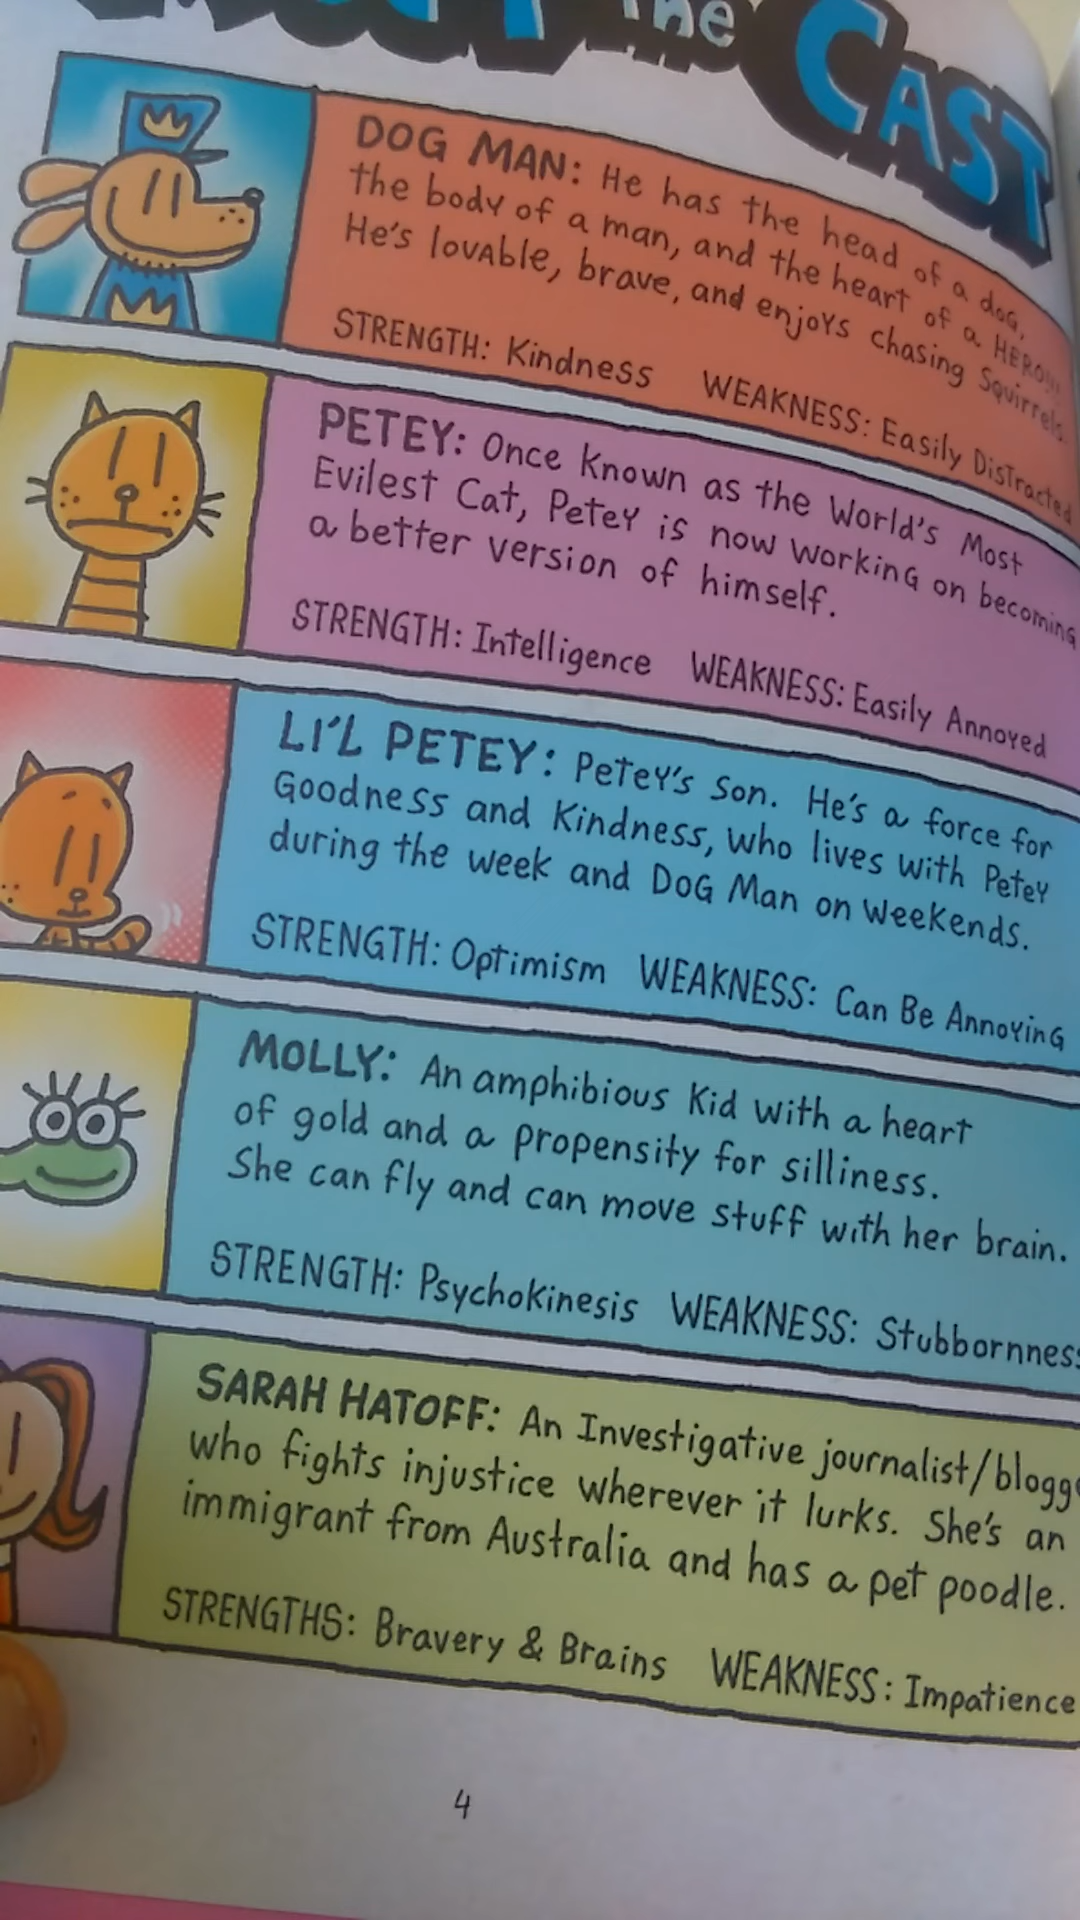 the CAST
DOG MAN: He has the head of a dog,
the body of a man, and the heart of a HERO!!!
He's lovable, brave, and enjoys chasing Squirrels.
STRENGTH: Kindness WEAKNESS: Easily Distracted
PETEY: Once Known as the World's Most
Evilest Cat, Petey is now working on becoming
a better version of himself.
STRENGTH: Intelligence WEAKNESS: Easily Annoyed
LI'L PETEY: Petey's Son. He's a force for
Goodness and Kindness, who lives with Petey
during the week and Dog Man on weekends.
STRENGTH: Optimism WEAKNESS: Can Be Annoying
MOLLY: An amphibious Kid with a heart
of gold and a propensity for silliness.
She can fly and can move stuff with her brain.
STRENGTH: Psychokinesis WEAKNESS: Stubbornness
SARAH HATOFF: An Investigative journalist/blogg
who fights injustice wherever it lurks. She's an
immigrant from Australia and has a pet poodle.
STRENGTHS: Bravery & Brains WEAKNESS: Impatience
4